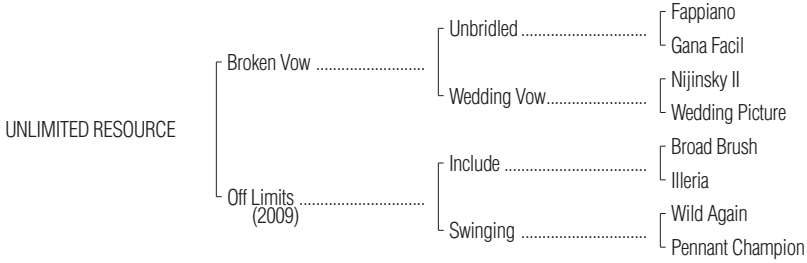 Fappiano
Unbridled ..............................
Gana Facil
Broken Vow ..........................
Nijinsky II
Wedding Vow........................
Wedding Picture
UNLIMITED RESOURCE
Broad Brush
Include ..................................
Illeria
Off Limits ..............................
(2009)
Wild Again
Swinging ..............................
Pennant Champion